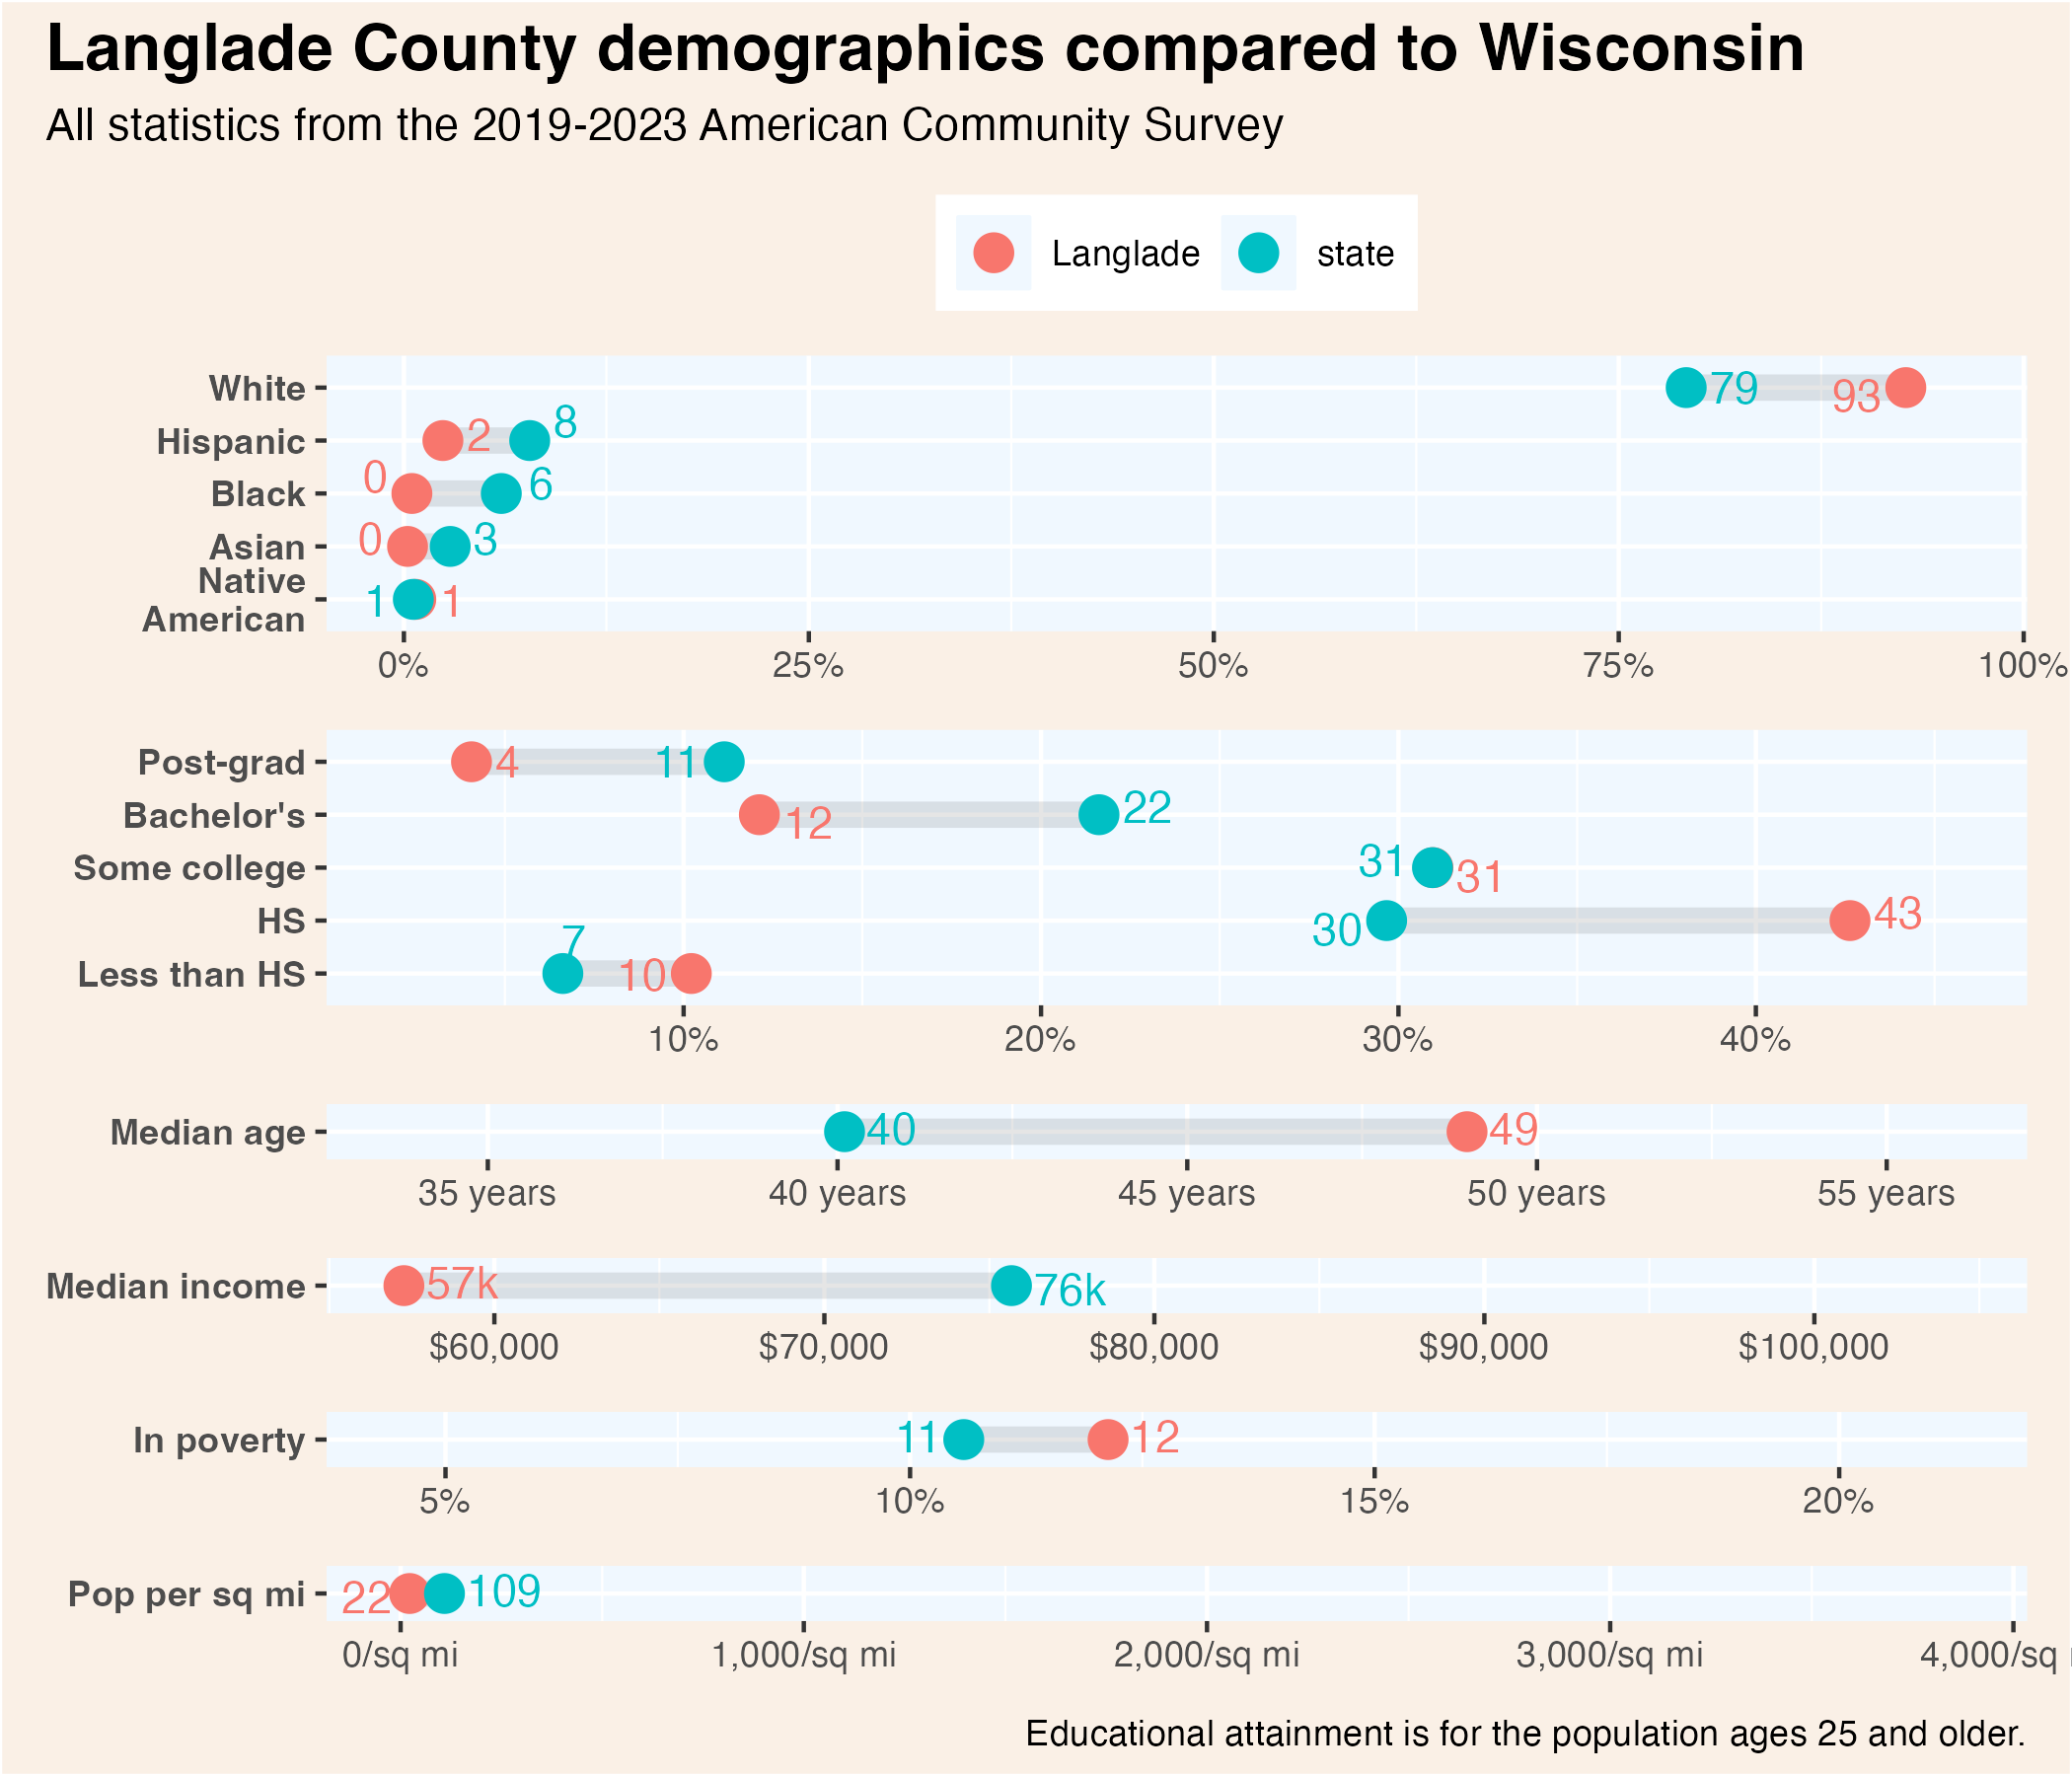 Langlade County demographics compared to Wisconsin
All statistics from the 2019-2023 American Community Survey
Langlade state
White 79 93
Hispanic 2 8
Black 0 6
Asian 0 3
Native
American 1 1
0% 25% 50% 75% 100%
Post-grad 4 11
Bachelor's 12 22
Some college 31 31
HS 30 43
Less than HS 7 10
10% 20% 30% 40%
Median age 40 49
35 years 40 years 45 years 50 years 55 years
Median income 57k 76k
$60,000 $70,000 $80,000 $90,000 $100,000
In poverty 11 12
5% 10% 15% 20%
Pop per sq mi 22 109
0/sq mi 1,000/sq mi 2,000/sq mi 3,000/sq mi 4,000/sq
Educational attainment is for the population ages 25 and older.